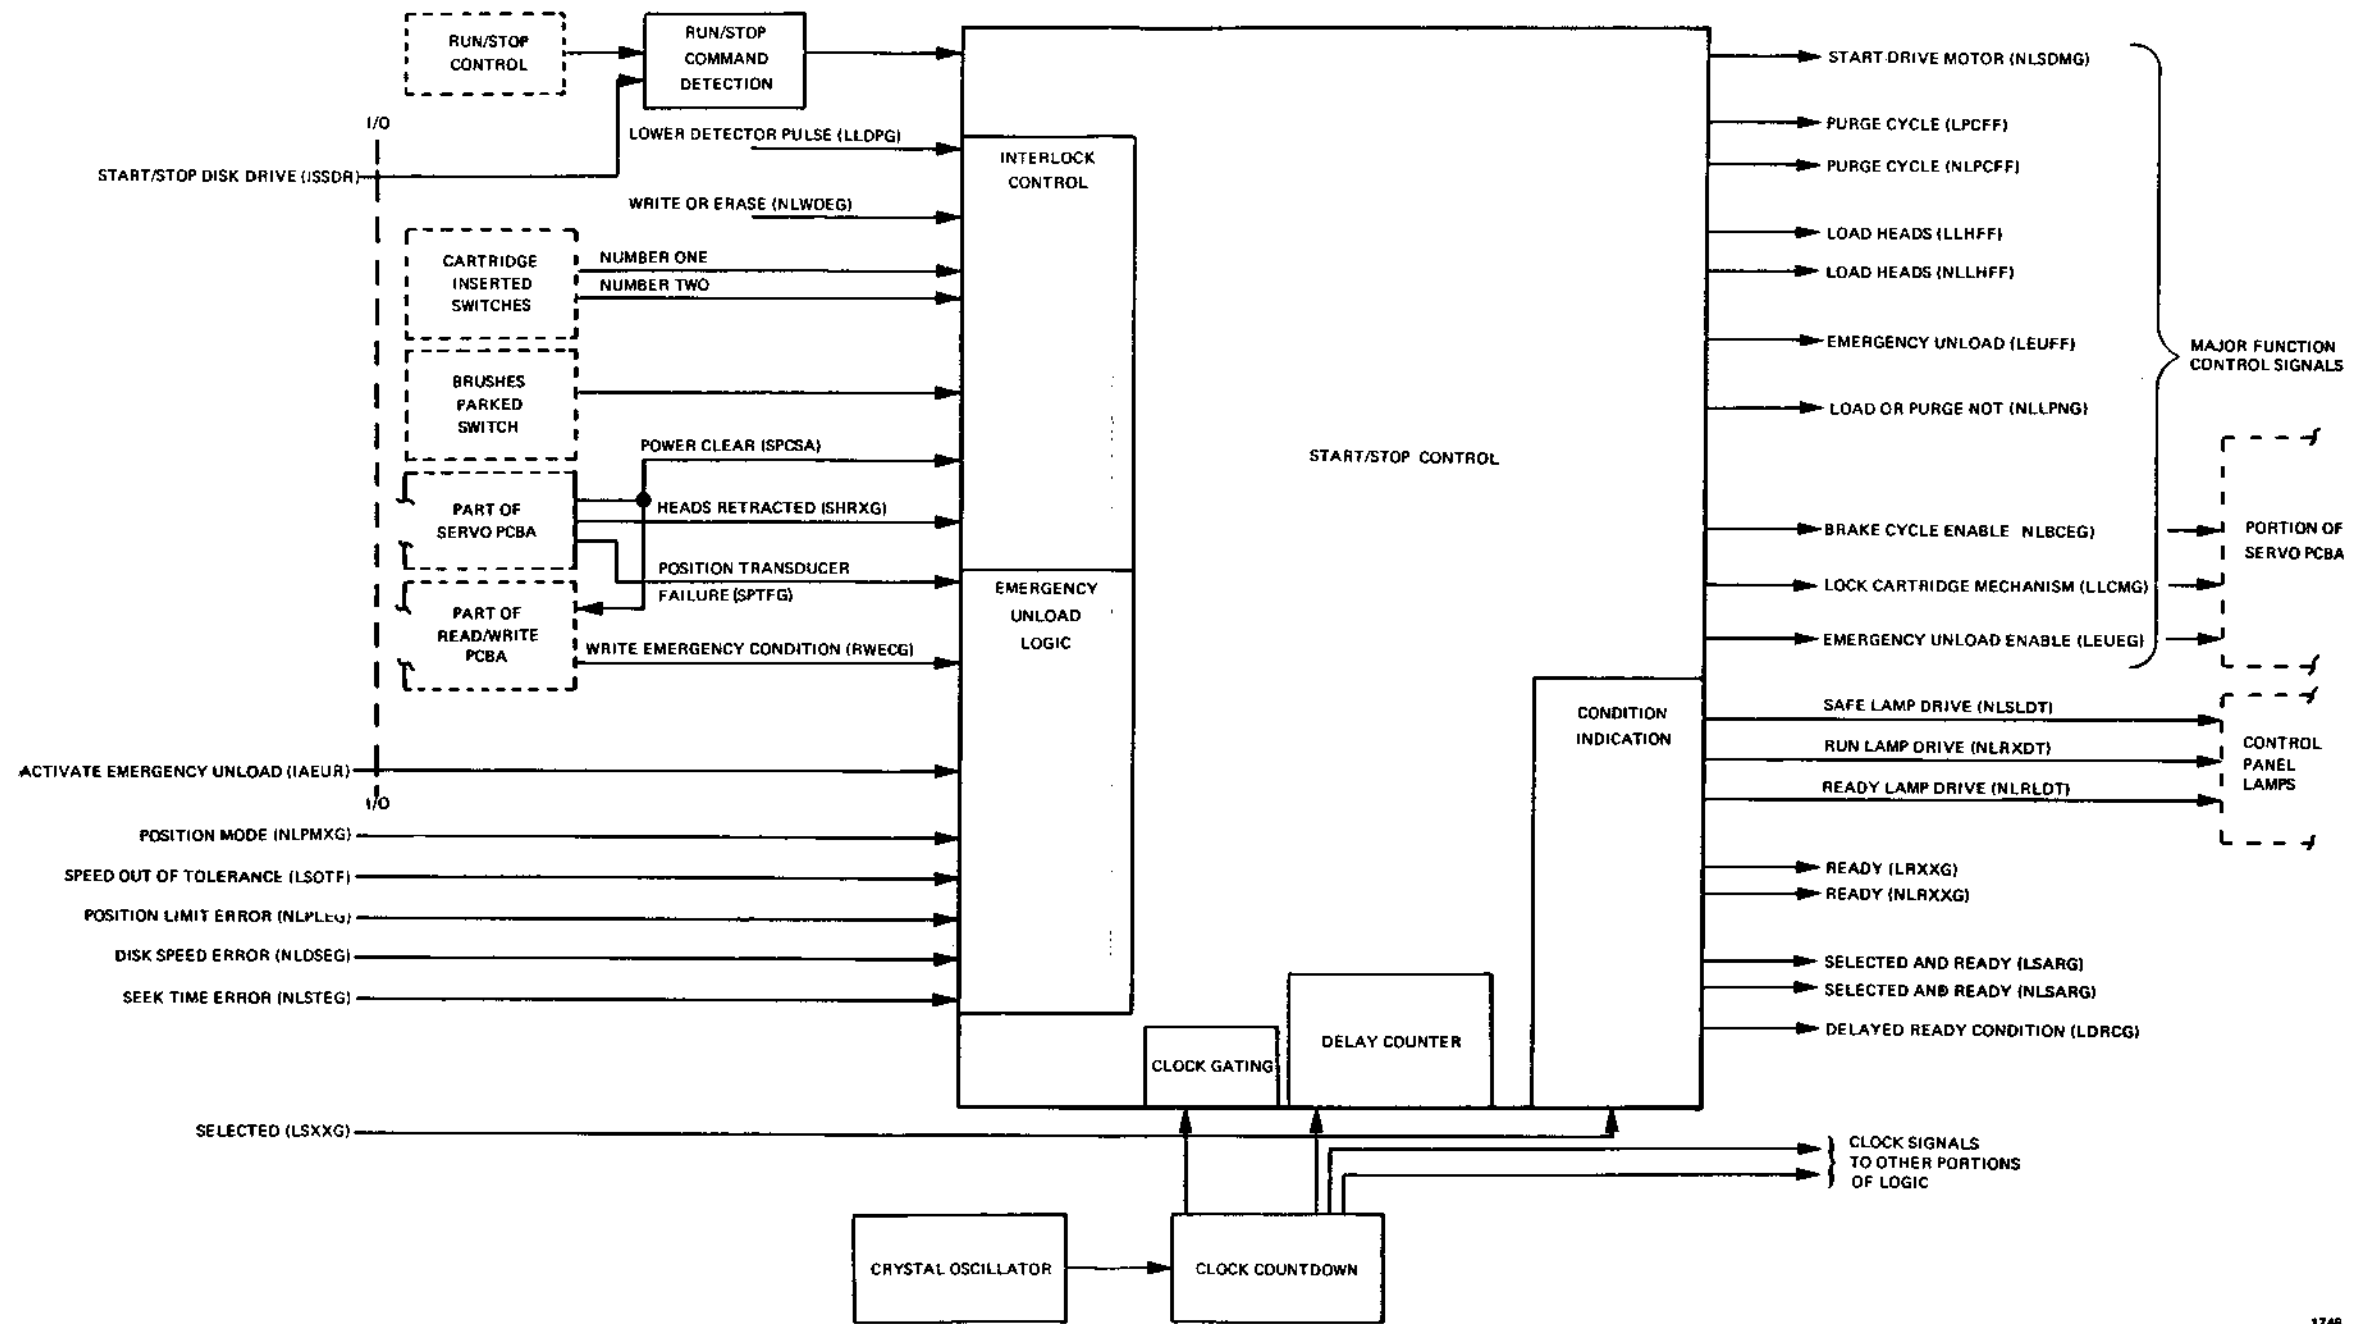 RUN/STOP
CONTROL
RUN/STOP
COMMAND
DETECTION
I/O
START/STOP DISK DRIVE (ISSDR)
LOWER DETECTOR PULSE (LLDPG)
WRITE OR ERASE (NLWOEG)
CARTRIDGE
INSERTED
SWITCHES
NUMBER ONE
NUMBER TWO
BRUSHES
PARKED
SWITCH
POWER CLEAR (SPCSA)
PART OF
SERVO PCBA
HEADS RETRACTED (SHRXG)
POSITION TRANSDUCER
FAILURE (SPTFG)
PART OF
READ/WRITE
PCBA
WRITE EMERGENCY CONDITION (RWECG)
ACTIVATE EMERGENCY UNLOAD (IAEUR)
I/O
POSITION MODE (NLPMXG)
SPEED OUT OF TOLERANCE (LSOTF)
POSITION LIMIT ERROR (NLPLEG)
DISK SPEED ERROR (NLDSEG)
SEEK TIME ERROR (NLSTEG)
SELECTED (LSXXG)
INTERLOCK
CONTROL
EMERGENCY
UNLOAD
LOGIC
START/STOP CONTROL
CLOCK GATING
DELAY COUNTER
CONDITION
INDICATION
CRYSTAL OSCILLATOR
CLOCK COUNTDOWN
START DRIVE MOTOR (NLSDMG)
PURGE CYCLE (LPCFF)
PURGE CYCLE (NLPCFF)
LOAD HEADS (LLHFF)
LOAD HEADS (NLLHFF)
EMERGENCY UNLOAD (LEUFF)
LOAD OR PURGE NOT (NLLPNG)
BRAKE CYCLE ENABLE NLBCEG)
LOCK CARTRIDGE MECHANISM (LLCMG)
EMERGENCY UNLOAD ENABLE (LEUEG)
MAJOR FUNCTION
CONTROL SIGNALS
PORTION OF
SERVO PCBA
SAFE LAMP DRIVE (NLSLDT)
RUN LAMP DRIVE (NLRXDT)
READY LAMP DRIVE (NLRLDT)
CONTROL
PANEL
LAMPS
READY (LRXXG)
READY (NLRXXG)
SELECTED AND READY (LSARG)
SELECTED AND READY (NLSARG)
DELAYED READY CONDITION (LDRCG)
CLOCK SIGNALS
TO OTHER PORTIONS
OF LOGIC